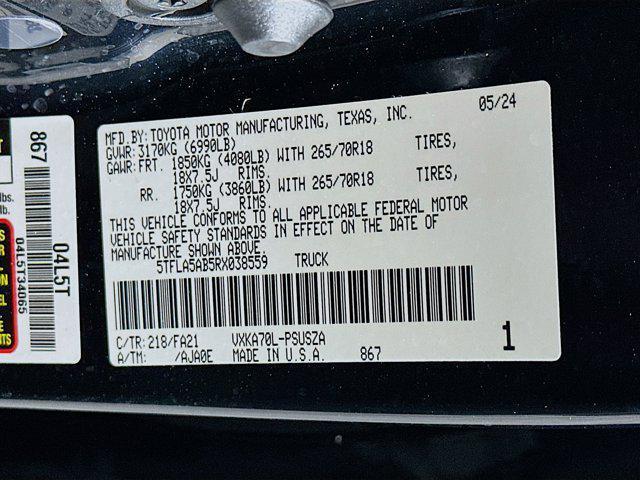 MFD.BY: TOYOTA MOTOR MANUFACTURING, TEXAS, INC. 05/24
GVWR: 3170KG (6990LB)
GAWR: FRT. 1850KG (4080LB) WITH 265/70R18 TIRES,
18X7.5J RIMS.
RR. 1750KG (3860LB) WITH 265/70R18 TIRES,
18X7.5J RIMS.
THIS VEHICLE CONFORMS TO ALL APPLICABLE FEDERAL MOTOR
VEHICLE SAFETY STANDARDS IN EFFECT ON THE DATE OF
MANUFACTURE SHOWN ABOVE.
5TFLA5AB5RX038559 TRUCK
C/TR: 218/FA21 VXKA70L-PSUSZA
A/TM: /AJA0E MADE IN U.S.A. 867
1
867
04L5T
04L5T34065
lbs.
lb.